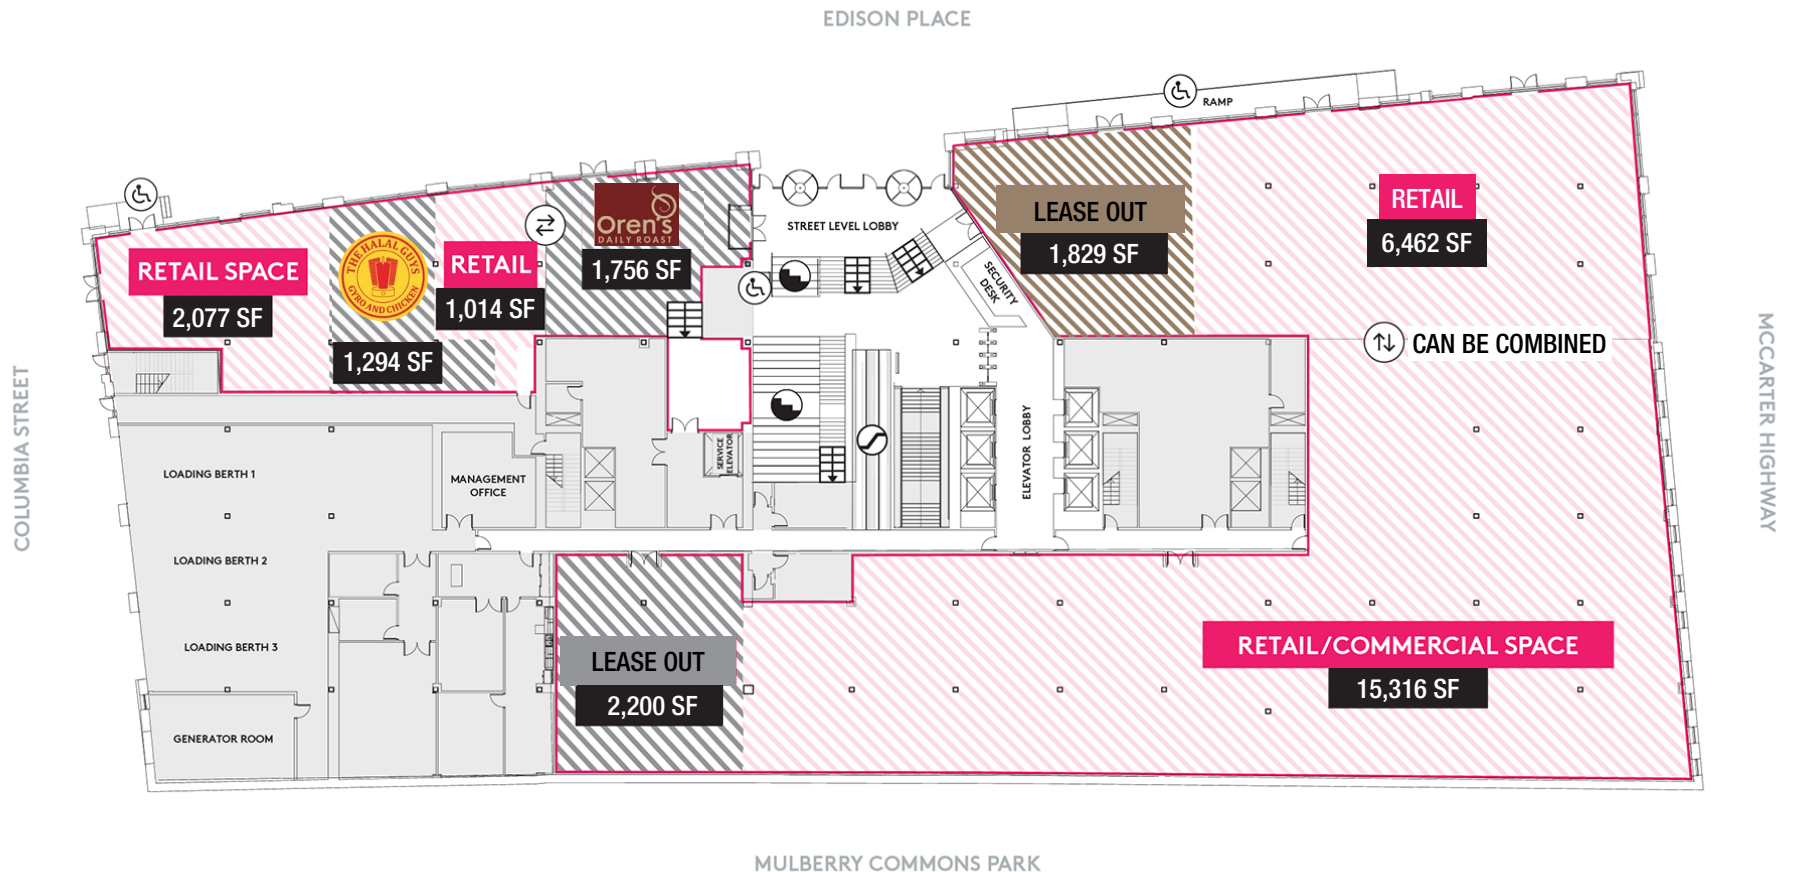 EDISON PLACE
RAMP
LEASE OUT
1,829 SF
RETAIL
6,462 SF
CAN BE COMBINED
Oren's
DAILY ROAST
1,756 SF
STREET LEVEL LOBBY
SECURITY
DESK
RETAIL SPACE
2,077 SF
THE HALAL GUYS
GYRO AND CHICKEN
1,294 SF
RETAIL
1,014 SF
COLUMBIA STREET
MCCARTER HIGHWAY
LOADING BERTH 1
MANAGEMENT
OFFICE
SERVICE
ELEVATOR
ELEVATOR LOBBY
LOADING BERTH 2
LOADING BERTH 3
GENERATOR ROOM
LEASE OUT
2,200 SF
RETAIL/COMMERCIAL SPACE
15,316 SF
MULBERRY COMMONS PARK